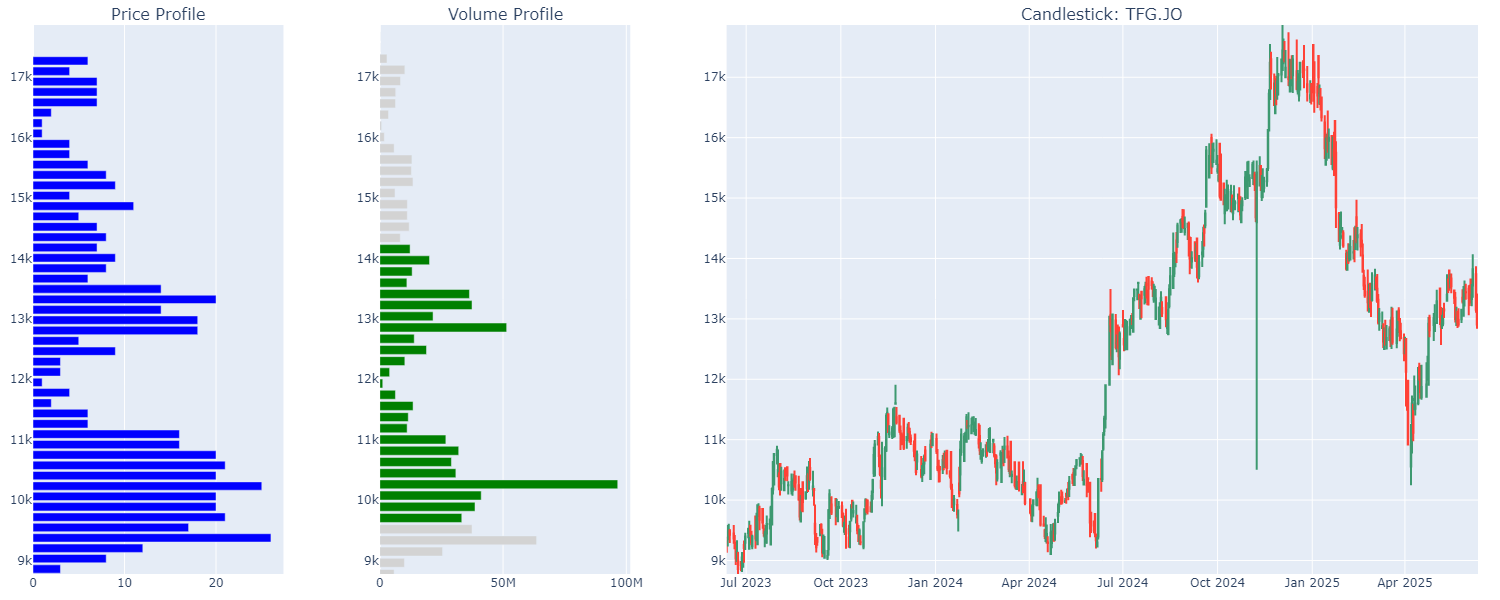 Price Profile
Volume Profile
Candlestick: TFG.JO
17k
16k
15k
14k
13k
12k
11k
10k
9k
0
10
20
17k
16k
15k
14k
13k
12k
11k
10k
9k
0
50M
100M
17k
16k
15k
14k
13k
12k
11k
10k
9k
Jul 2023
Oct 2023
Jan 2024
Apr 2024
Jul 2024
Oct 2024
Jan 2025
Apr 2025